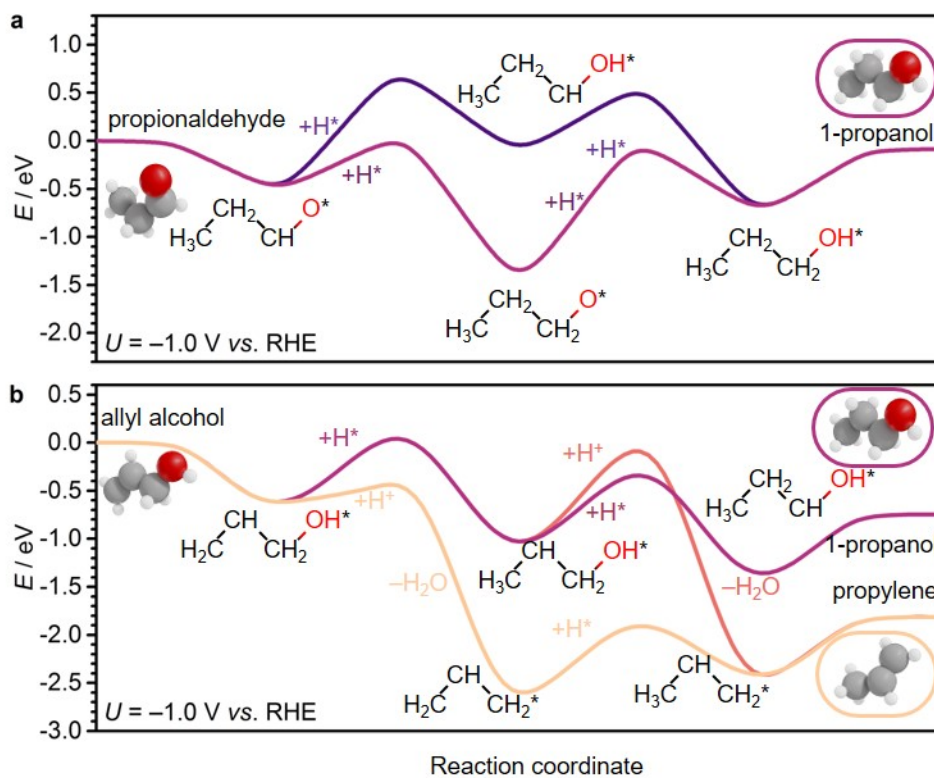 a
1.0
0.5
0.0
-0.5
-1.0
-1.5
-2.0
E / eV
propionaldehyde
+H*
+H*
H₃C CH₂ CH OH*
+H*
+H*
1-propanol
H₃C CH₂ CH O*
H₃C CH₂ CH₂ O*
H₃C CH₂ CH₂ OH*
U = –1.0 V vs. RHE
b
0.5
0.0
-0.5
-1.0
-1.5
-2.0
-2.5
-3.0
E / eV
allyl alcohol
+H*
+H⁺
+H⁺
+H*
H₂C CH CH₂ OH*
H₃C CH CH₂ OH*
H₃C CH₂ CH OH*
1-propano
–H₂O
–H₂O
propylene
+H*
H₂C CH CH₂*
H₃C CH CH₂*
U = –1.0 V vs. RHE
Reaction coordinate